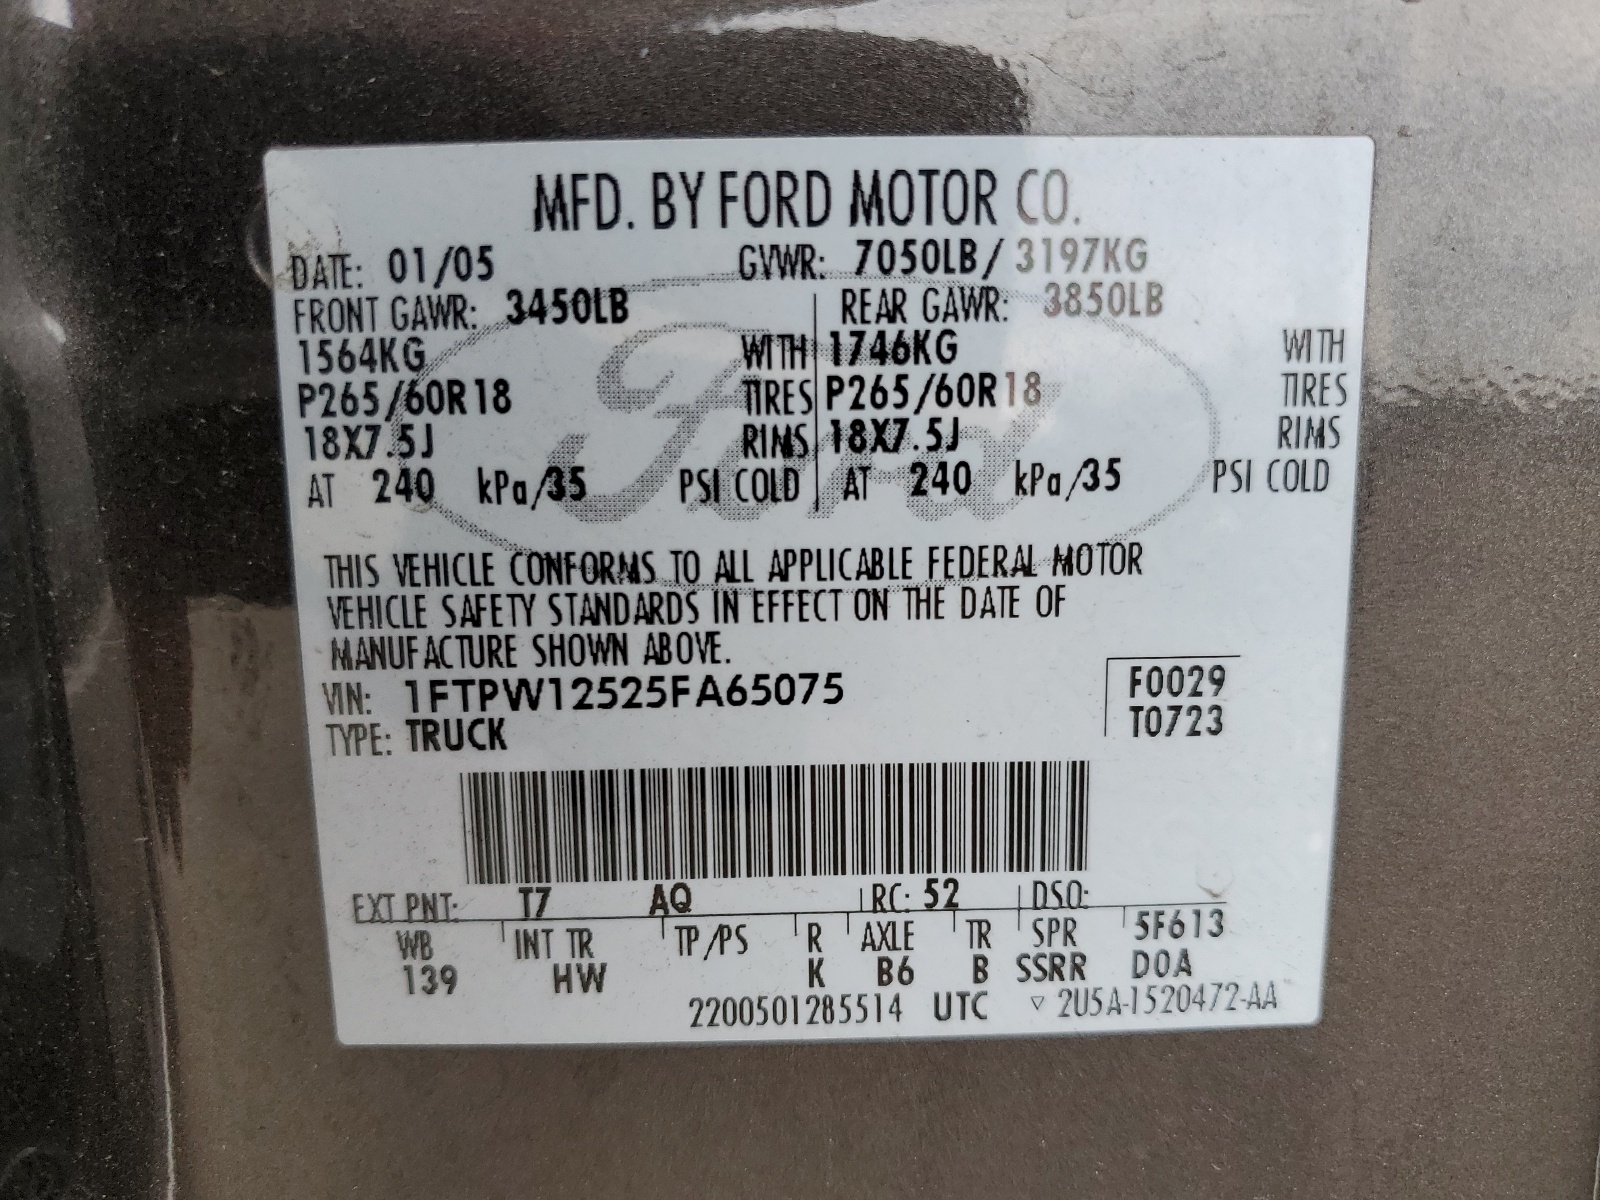 MFD. BY FORD MOTOR CO.
DATE: 01/05 GVWR: 7050LB/ 3197KG
FRONT GAWR: 3450LB REAR GAWR: 3850LB
1564KG WITH 1746KG WITH
P265/60R18 TIRES P265/60R18 TIRES
18X7.5J RIMS 18X7.5J RIMS
AT 240 kPa/35 PSI COLD AT 240 kPa/35 PSI COLD
Ford
THIS VEHICLE CONFORMS TO ALL APPLICABLE FEDERAL MOTOR
VEHICLE SAFETY STANDARDS IN EFFECT ON THE DATE OF
MANUFACTURE SHOWN ABOVE.
VIN: 1FTPW12525FA65075 F0029
TYPE: TRUCK T0723
EXT PNT: T7 AQ RC: 52 DSO:
WB INT TR TP/PS R AXLE TR SPR 5F613
139 HW K B6 B SSRR DOA
2200501285514 UTC ▽ 2U5A-1520472-AA